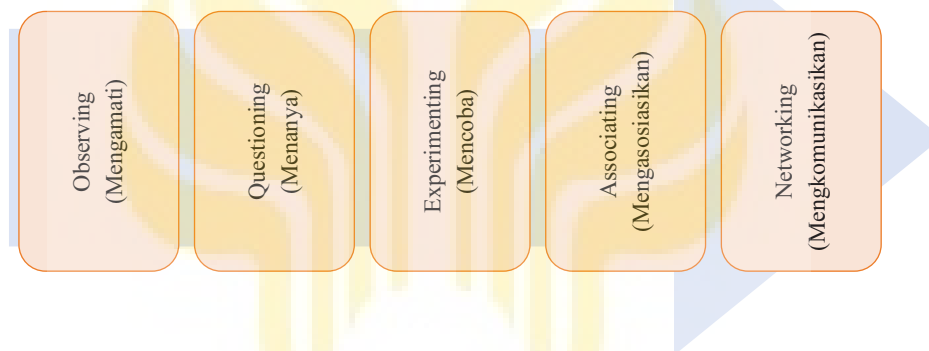 Observing
(Mengamati)
Questioning
(Menanya)
Experimenting
(Mencoba)
Associating
(Mengasosiasikan)
Networking
(Mengkomunikasikan)